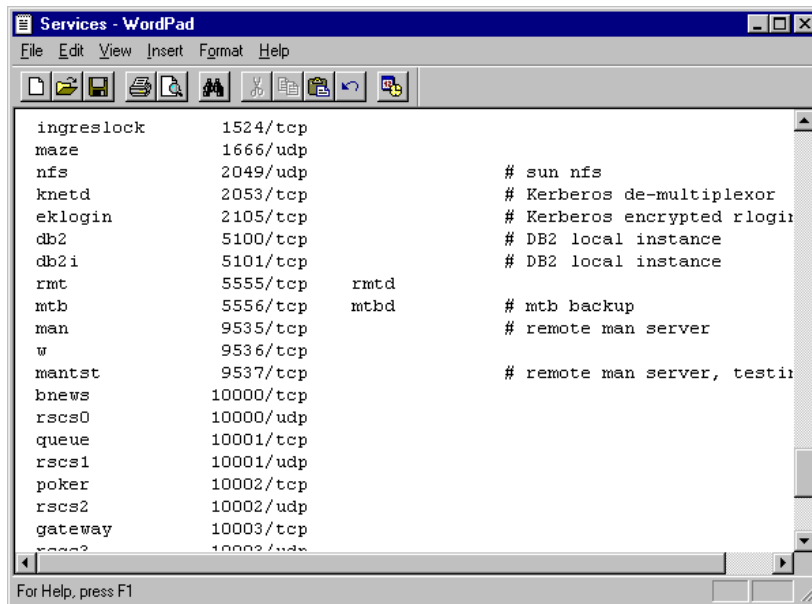 Services - WordPad
File Edit View Insert Format Help
ingreslock 1524/tcp
maze 1666/udp
nfs 2049/udp # sun nfs
knetd 2053/tcp # Kerberos de-multiplexor
eklogin 2105/tcp # Kerberos encrypted rlogin
db2 5100/tcp # DB2 local instance
db2i 5101/tcp # DB2 local instance
rmt 5555/tcp rmtd
mtb 5556/tcp mtbd # mtb backup
man 9535/tcp # remote man server
w 9536/tcp
mantst 9537/tcp # remote man server, testin
bnews 10000/tcp
rscs0 10000/udp
queue 10001/tcp
rscs1 10001/udp
poker 10002/tcp
rscs2 10002/udp
gateway 10003/tcp
rscs3 10003/udp
For Help, press F1